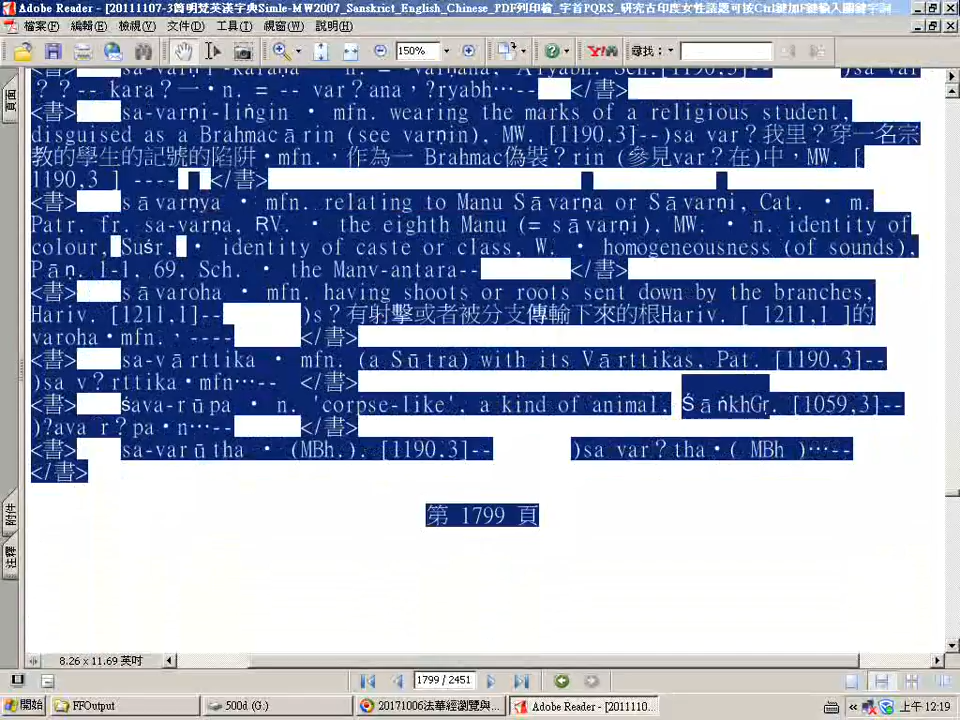 Adobe Reader - [20111107-3簡明梵英漢字典Simle-MW2007_Sanskrict_English_Chinese_PDF列印檔_字首PQRS_研究古印度女性議題可按Ctrl鍵加F鍵輸入關鍵字詞
檔案(F) 編輯(E) 檢視(V) 文件(D) 工具(T) 視窗(W) 說明(H)
150% Y! 尋找:
頁面
？？-- kara？一‧n. = -- var？ana，?ryabh…-- </書>
<書> sa-varṇi-liṅgin ‧ mfn. wearing the marks of a religious student,
disguised as a Brahmacārin (see varṇin), MW. [1190,3]--)sa var？我里？穿一名宗
教的學生的記號的陷阱‧mfn.，作為一 Brahmac偽裝？rin (參見var？在)中，MW. [
1190,3 ] ---- </書>
<書> sāvarṇya ‧ mfn. relating to Manu Sāvarṇa or Sāvarṇi, Cat. ‧ m.
Patr. fr. sa-varṇa, RV. ‧ the eighth Manu (= sāvarṇi), MW. ‧ n. identity of
colour, Suśr. ‧ identity of caste or class, W. ‧ homogeneousness (of sounds),
Pāṇ. 1-1, 69, Sch. ‧ the Manv-antara-- </書>
<書> sāvaroha ‧ mfn. having shoots or roots sent down by the branches,
Hariv. [1211,1]-- )s？有射擊或者被分支傳輸下來的根Hariv. [ 1211,1 ]的
varoha‧mfn.，---- </書>
<書> sa-vārttika ‧ mfn. (a Sūtra) with its Vārttikas, Pat. [1190,3]--
)sa v？rttika‧mfn…-- </書>
<書> śava-rūpa ‧ n. 'corpse-like', a kind of animal, ŚāṅkhGṛ. [1059,3]--
)?ava r？pa‧n…-- </書>
<書> sa-varūtha ‧ (MBh.). [1190,3]-- )sa var？tha‧( MBh )…--
</書>
第 1799 頁
附件
注釋
8.26 x 11.69 英吋
1799 / 2451
開始 FFOutput 500d (G:) 20171006法華經瀏覽與... Adobe Reader - [2011110... 上午 12:19